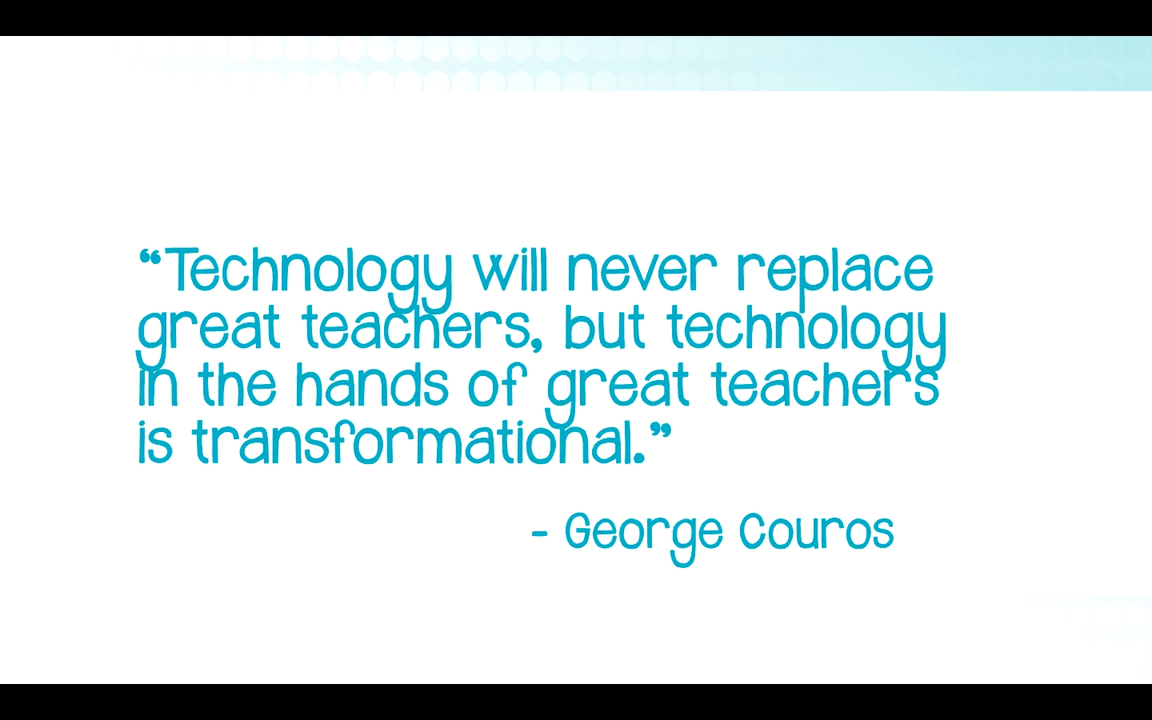 “Technology will never replace
great teachers, but technology
in the hands of great teachers
is transformational.”
- George Couros